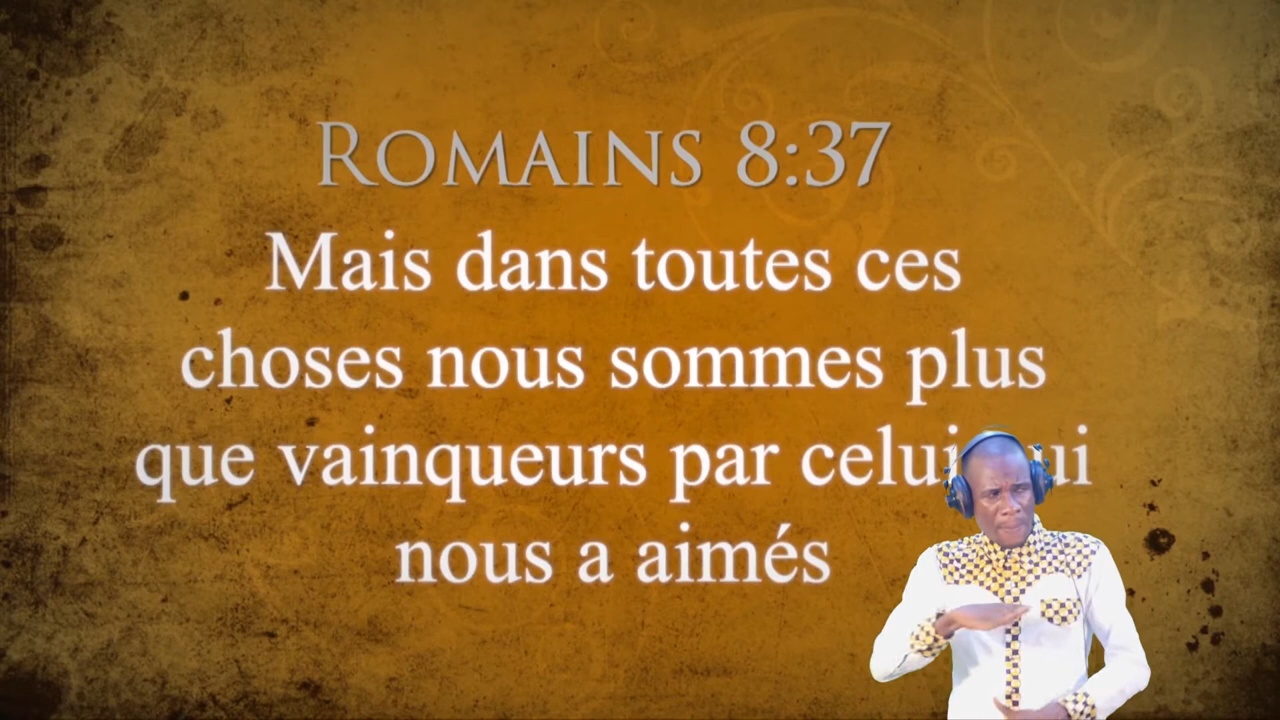 ROMAINS 8:37
Mais dans toutes ces
choses nous sommes plus
que vainqueurs par celui
nous a aimés